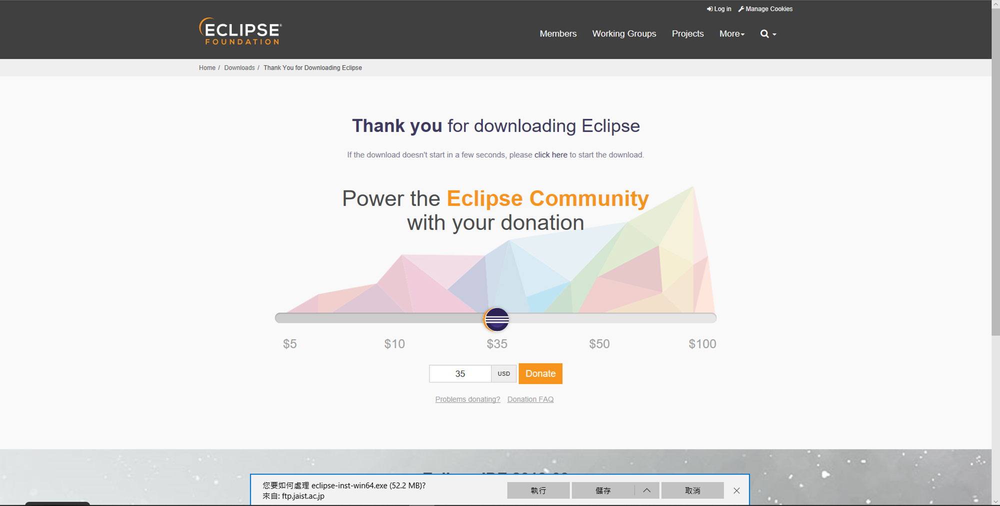 Log in Manage Cookies
ECLIPSE®
FOUNDATION
Members Working Groups Projects More
Home / Downloads / Thank You for Downloading Eclipse
Thank you for downloading Eclipse
If the download doesn't start in a few seconds, please click here to start the download.
Power the Eclipse Community
with your donation
$5 $10 $35 $50 $100
35 USD Donate
Problems donating? Donation FAQ
您要如何處理 eclipse-inst-win64.exe (52.2 MB)?
來自: ftp.jaist.ac.jp
執行 儲存 取消